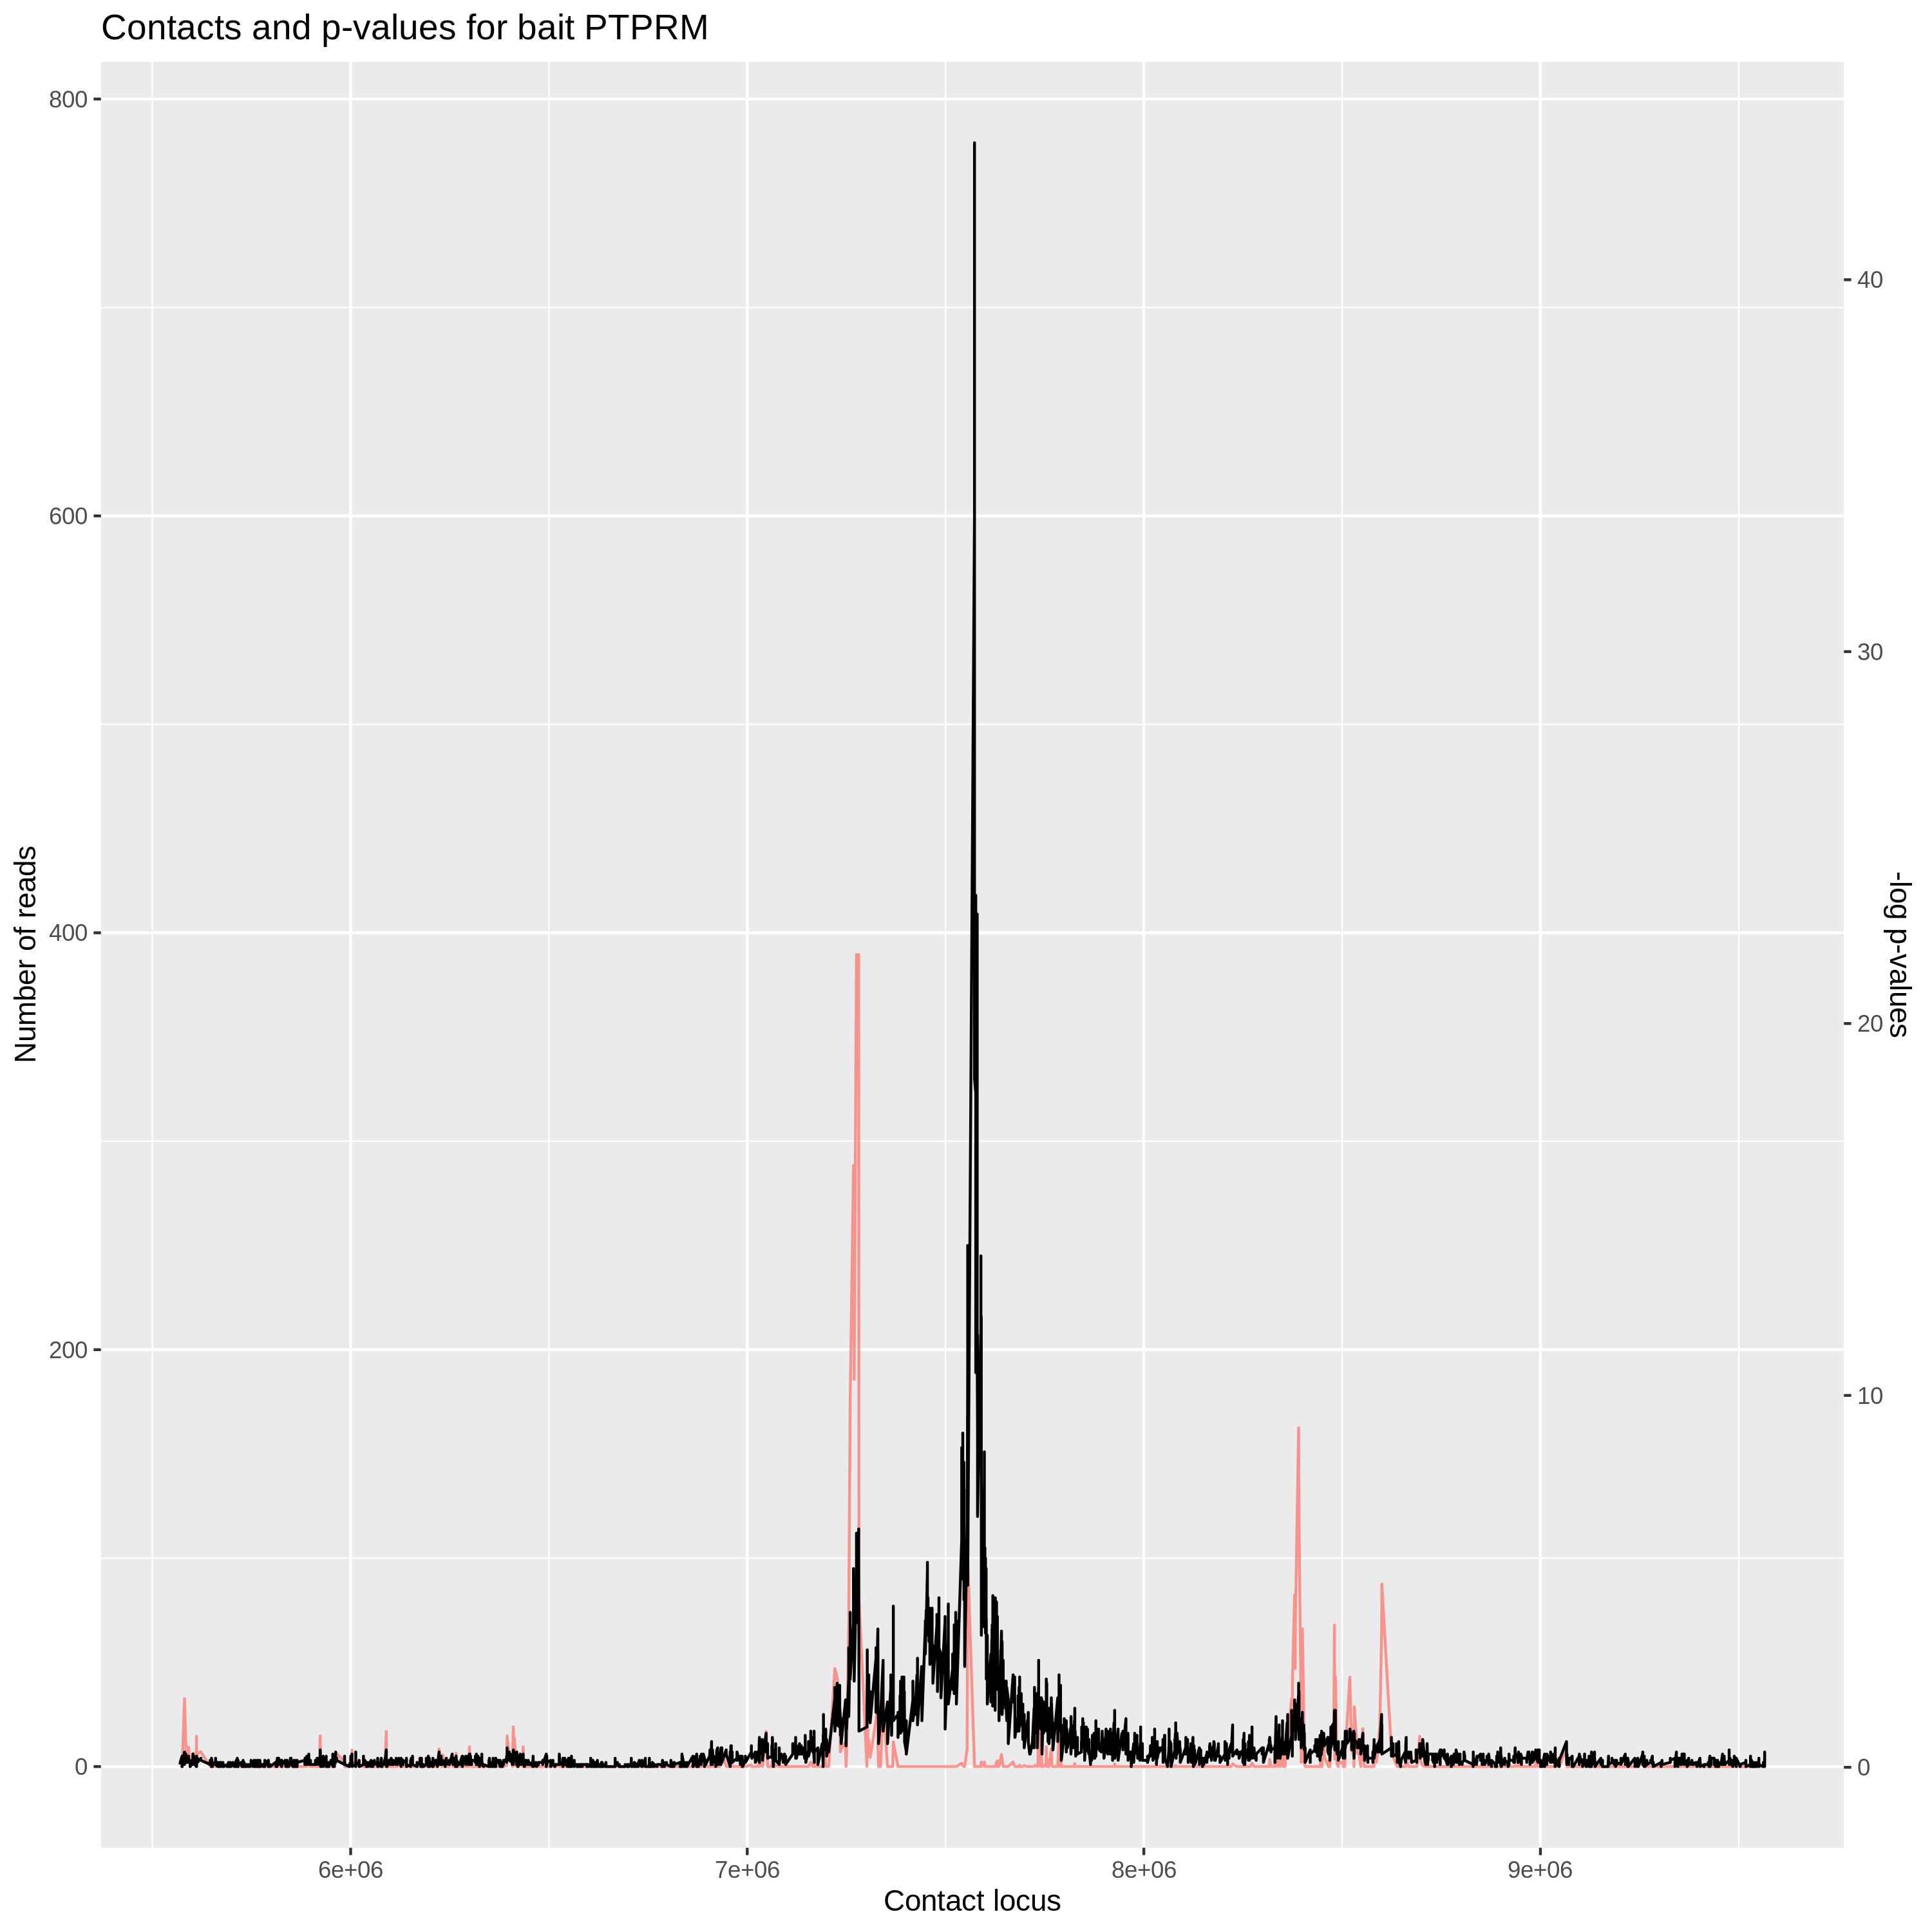 Contacts and p-values for bait PTPRM
800
600
400
200
0
Number of reads
40
30
20
10
0
-log p-values
6e+06
7e+06
8e+06
9e+06
Contact locus